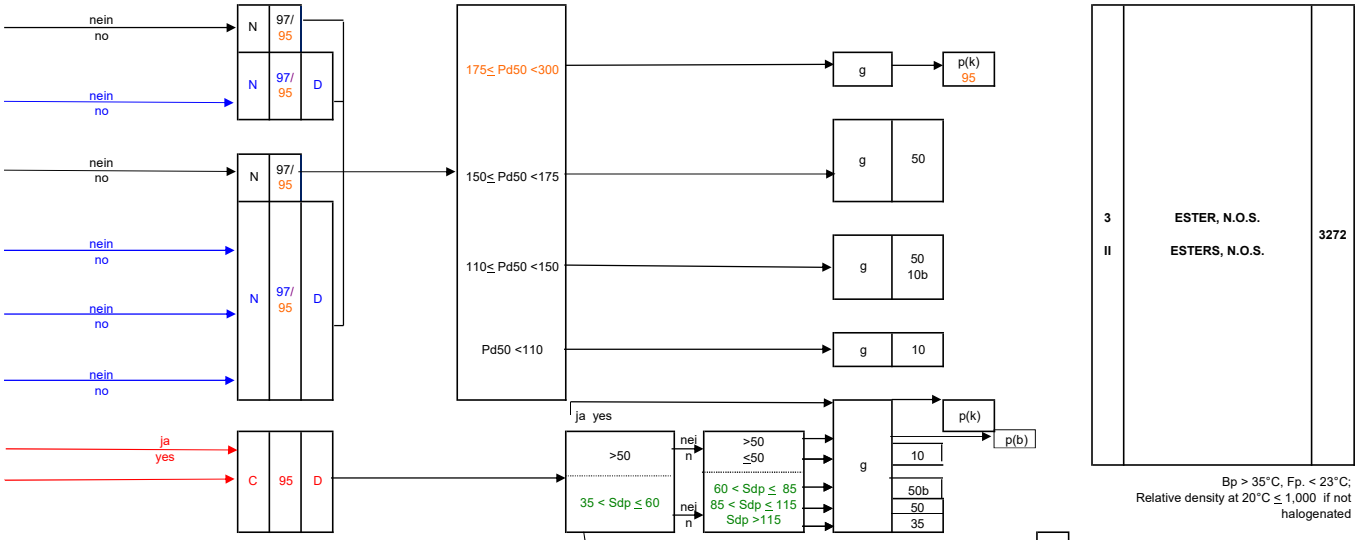 nein
no
N
97/
95
nein
no
N
97/
95
D
nein
no
N
97/
95
nein
no
nein
no
N
97/
95
D
nein
no
ja
yes
C
95
D
175≤ Pd50 <300
150≤ Pd50 <175
110≤ Pd50 <150
Pd50 <110
g
p(k)
95
g
50
g
50
10b
g
10
ja yes
>50
35 < Sdp ≤ 60
nei
n
nei
n
>50
≤50
60 < Sdp ≤ 85
85 < Sdp ≤ 115
Sdp >115
g
p(k)
p(b)
10
50b
50
35
3
II
ESTER, N.O.S.
ESTERS, N.O.S.
3272
Bp > 35°C, Fp. < 23°C;
Relative density at 20°C ≤ 1,000 if not
halogenated